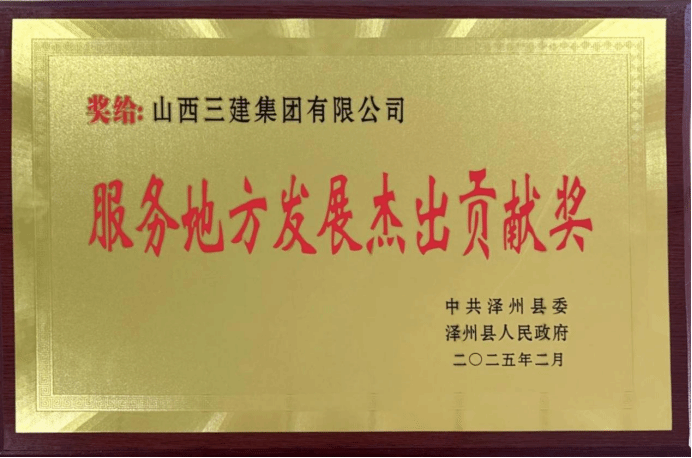 奖给:山西三建集团有限公司
服务地方发展杰出贡献奖
中共泽州县委
泽州县人民政府
二〇二五年二月